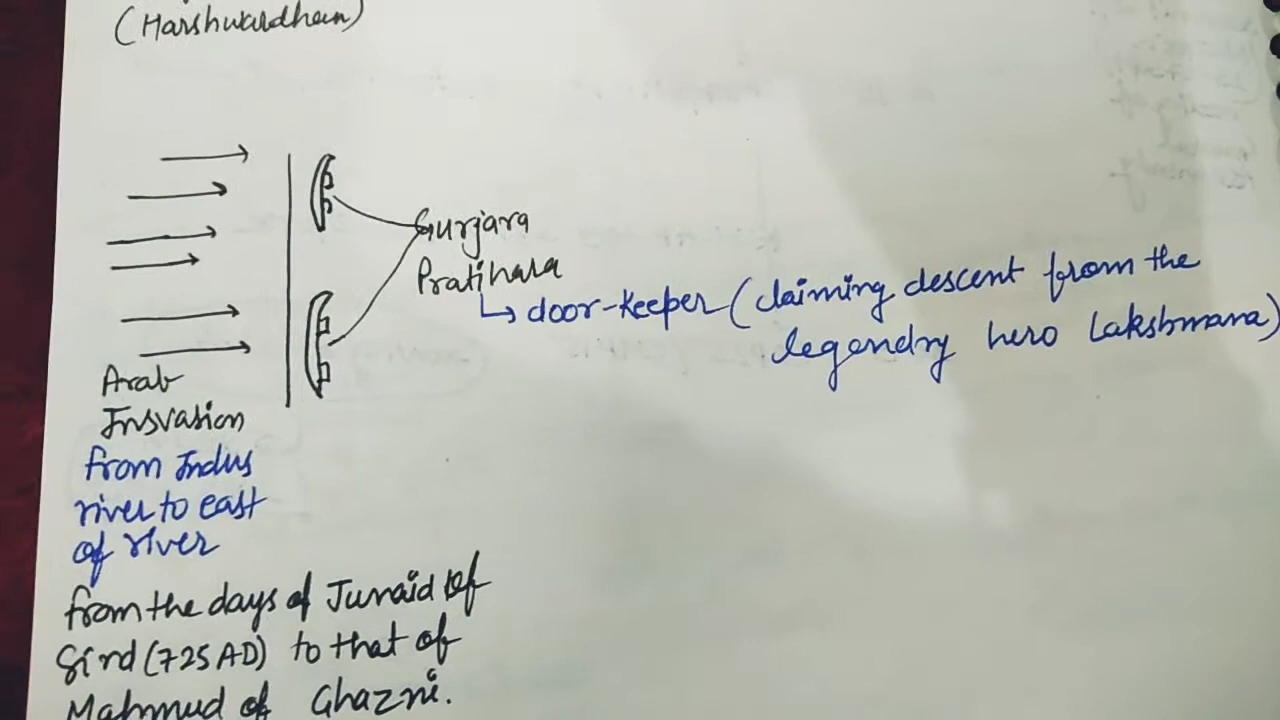 (Harshwardhan)
Gurjara
Pratihara
↳ door-keeper (claiming descent from the
legendry hero Lakshmana)
Arab
Insvasion
from Indus
river to east
of river
from the days of Junaid of
Sind (725 AD) to that of
Mahmud of Ghazni.